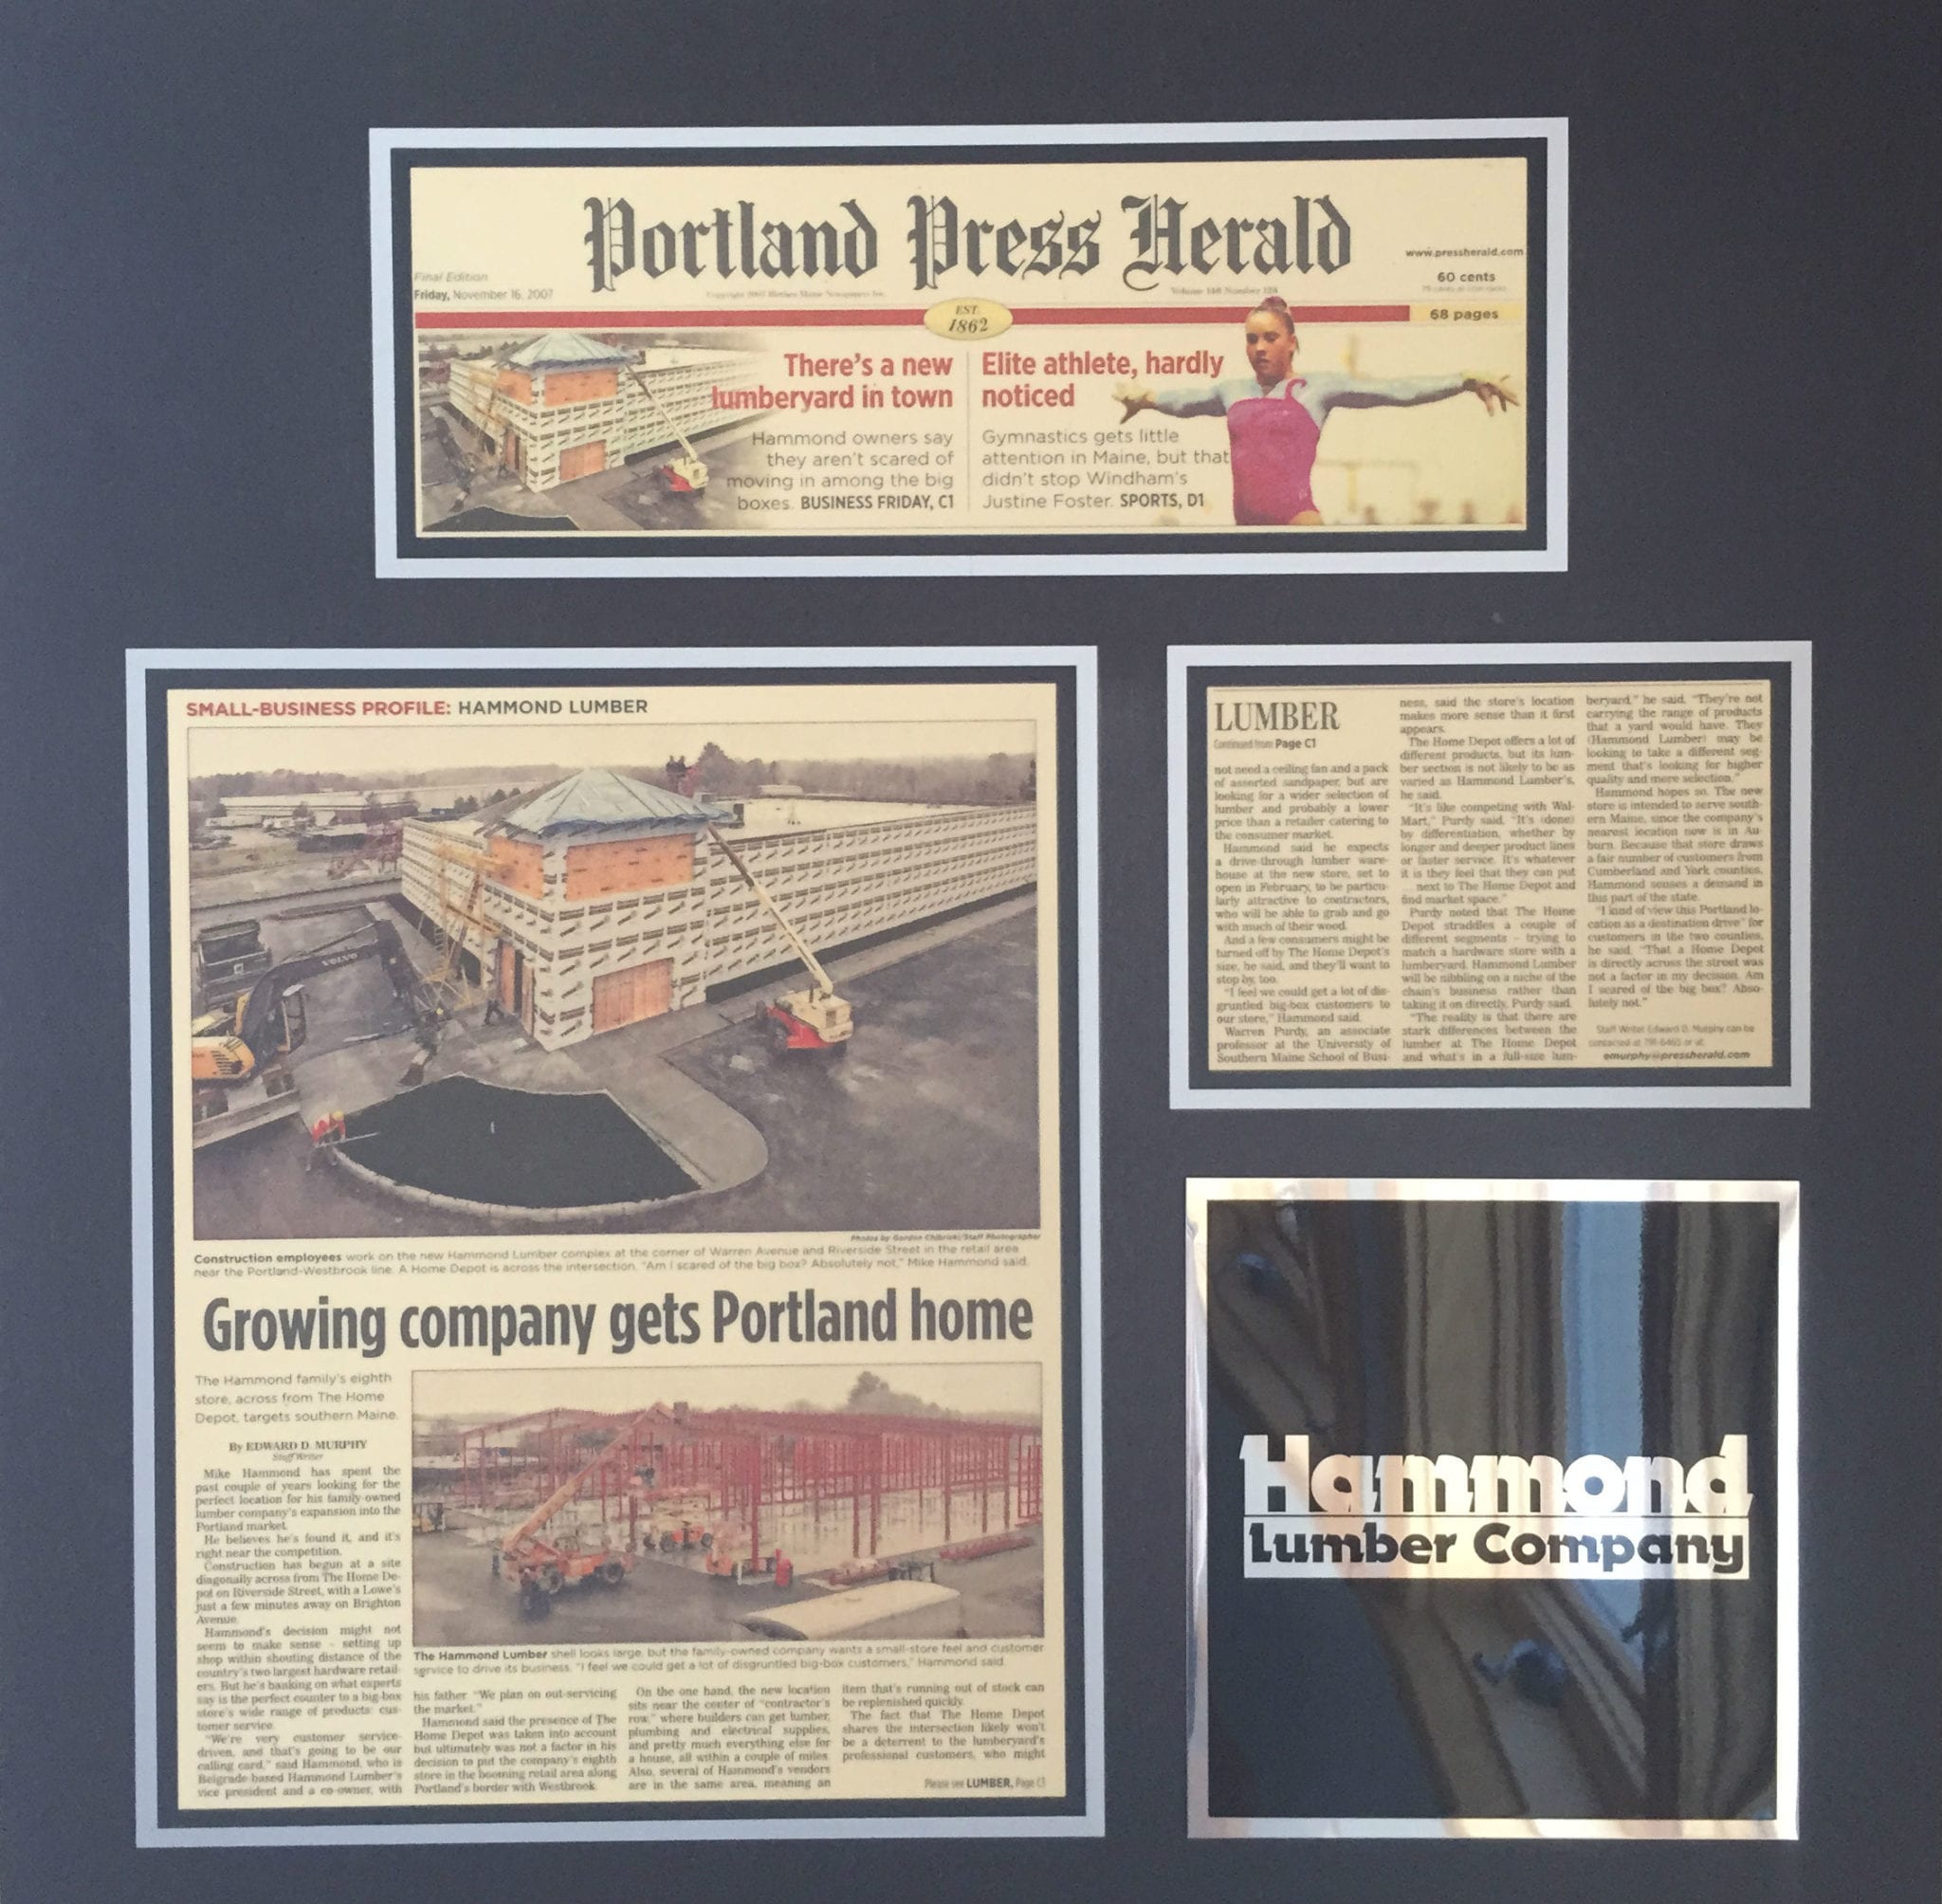 Portland Press Herald
www.pressherald.com
Final Edition
60 cents
Friday, November 16, 2007
Copyright 2007 Blethen Maine Newspapers Inc.
EST.
1862
68 pages
There's a new
lumberyard in town
Hammond owners say
they aren't scared of
moving in among the big
boxes. BUSINESS FRIDAY, C1
Elite athlete, hardly
noticed
Gymnastics gets little
attention in Maine, but that
didn't stop Windham's
Justine Foster. SPORTS, D1
SMALL-BUSINESS PROFILE: HAMMOND LUMBER
VOLVO
Construction employees work on the new Hammond Lumber complex at the corner of Warren Avenue and Riverside Street in the retail area
near the Portland-Westbrook line. A Home Depot is across the intersection. "Am I scared of the big box? Absolutely not," Mike Hammond said.
Growing company gets Portland home
The Hammond family's eighth
store, across from The Home
Depot, targets southern Maine.
By EDWARD D. MURPHY
Staff Writer
Mike Hammond has spent the
past couple of years looking for the
perfect location for his family-owned
lumber company's expansion into the
Portland market.
He believes he's found it, and it's
right near the competition.
Construction has begun at a site
diagonally across from The Home De-
pot on Riverside Street, with a Lowe's
just a few minutes away on Brighton
Avenue.
Hammond's decision might not
seem to make sense - setting up
shop within shouting distance of the
country's two largest hardware retail-
ers. But he's banking on what experts
say is the perfect counter to a big-box
store's wide range of products: cus-
tomer service.
"We're very customer service-
driven, and that's going to be our
calling card," said Hammond, who is
Belgrade-based Hammond Lumber's
vice president and a co-owner, with
The Hammond Lumber shell looks large, but the family-owned company wants a small-store feel and customer
service to drive its business. "I feel we could get a lot of disgruntled big-box customers," Hammond said.
his father "We plan on out-servicing
the market."
Hammond said the presence of The
Home Depot was taken into account
but ultimately was not a factor in his
decision to put the company's eighth
store in the booming retail area along
Portland's border with Westbrook.
On the one hand, the new location
sits near the center of "contractor's
row," where builders can get lumber,
plumbing and electrical supplies,
and pretty much everything else for
a house, all within a couple of miles.
Also, several of Hammond's vendors
are in the same area, meaning an
item that's running out of stock can
be replenished quickly.
The fact that The Home Depot
shares the intersection likely won't
be a deterrent to the lumberyard's
professional customers, who might
Please see LUMBER, Page C3
LUMBER
Continued from Page C1
not need a ceiling fan and a pack
of assorted sandpaper, but are
looking for a wider selection of
lumber and probably a lower
price than a retailer catering to
the consumer market.
Hammond said he expects
a drive-through lumber ware-
house at the new store, set to
open in February, to be particu-
larly attractive to contractors,
who will be able to grab and go
with much of their wood.
And a few consumers might be
turned off by The Home Depot's
size, he said, and they'll want to
stop by, too.
"I feel we could get a lot of dis-
gruntled big-box customers to
our store," Hammond said.
Warren Purdy, an associate
professor at the University of
Southern Maine School of Busi-
ness, said the store's location
makes more sense than it first
appears.
The Home Depot offers a lot of
different products, but its lum-
ber section is not likely to be as
varied as Hammond Lumber's,
he said.
"It's like competing with Wal-
Mart," Purdy said. "It's (done)
by differentiation, whether by
longer and deeper product lines
or faster service. It's whatever
it is they feel that they can put
next to The Home Depot and
find market space."
Purdy noted that The Home
Depot straddles a couple of
different segments - trying to
match a hardware store with a
lumberyard. Hammond Lumber
will be nibbling on a niche of the
chain's business rather than
taking it on directly, Purdy said.
"The reality is that there are
stark differences between the
lumber at The Home Depot
and what's in a full-size lum-
beryard," he said. "They're not
carrying the range of products
that a yard would have. They
(Hammond Lumber) may be
looking to take a different seg-
ment that's looking for higher
quality and more selection."
Hammond hopes so. The new
store is intended to serve south-
ern Maine, since the company's
nearest location now is in Au-
burn. Because that store draws
a fair number of customers from
Cumberland and York counties,
Hammond senses a demand in
this part of the state.
"I kind of view this Portland lo-
cation as a destination drive" for
customers in the two counties,
he said. "That a Home Depot
is directly across the street was
not a factor in my decision. Am
I scared of the big box? Abso-
lutely not."
Staff Writer Edward D. Murphy can be
contacted at 791-6465 or at:
emurphy@pressherald.com
Hammond
Lumber Company